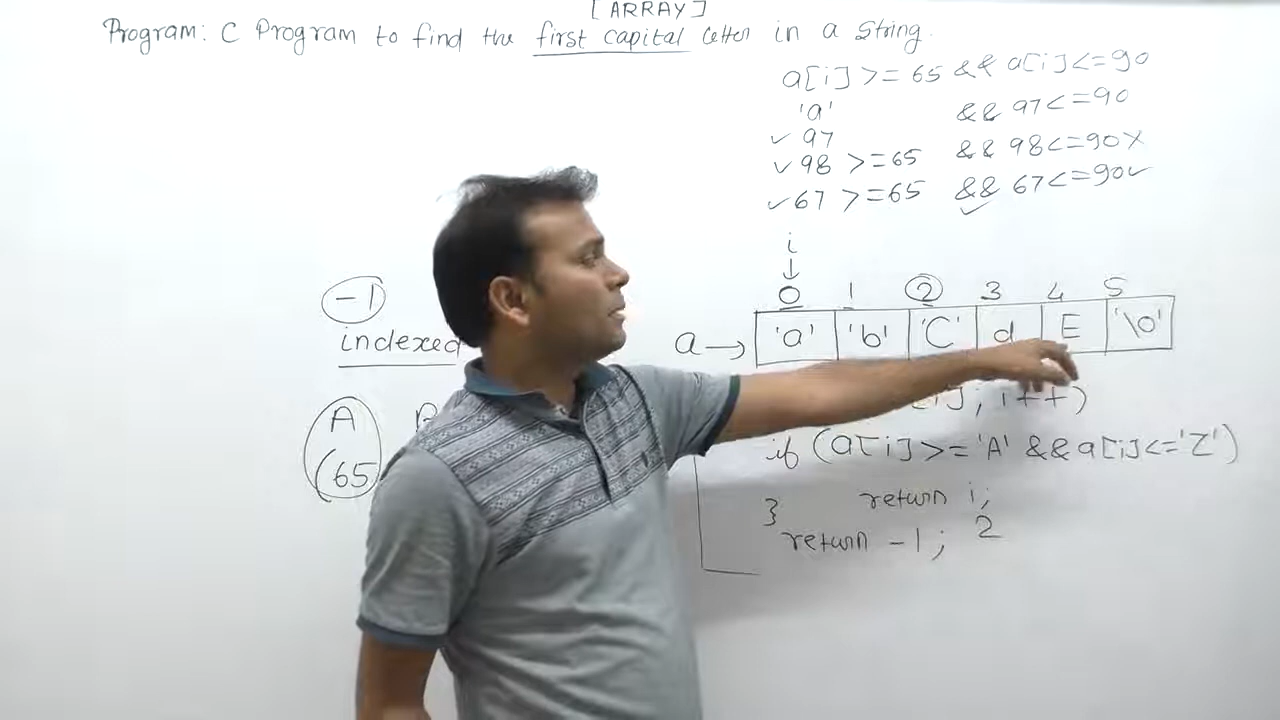 [ARRAY]
Program: C Program to find the first capital letter in a string.
a[i] >= 65 && a[i] <= 90
'a' && 97 <= 90
✓ 97
✓ 98 >= 65 && 98 <= 90 X
✓ 67 >= 65 && 67 <= 90 ✓
✓
i
↓
0 1 2 3 4 5
-1
a → 'a' 'b' 'C' d E '\0'
indexed
A
[i]; i++)
(65
if (a[i] >= 'A' && a[i] <= 'Z')
return i;
}
return -1; 2